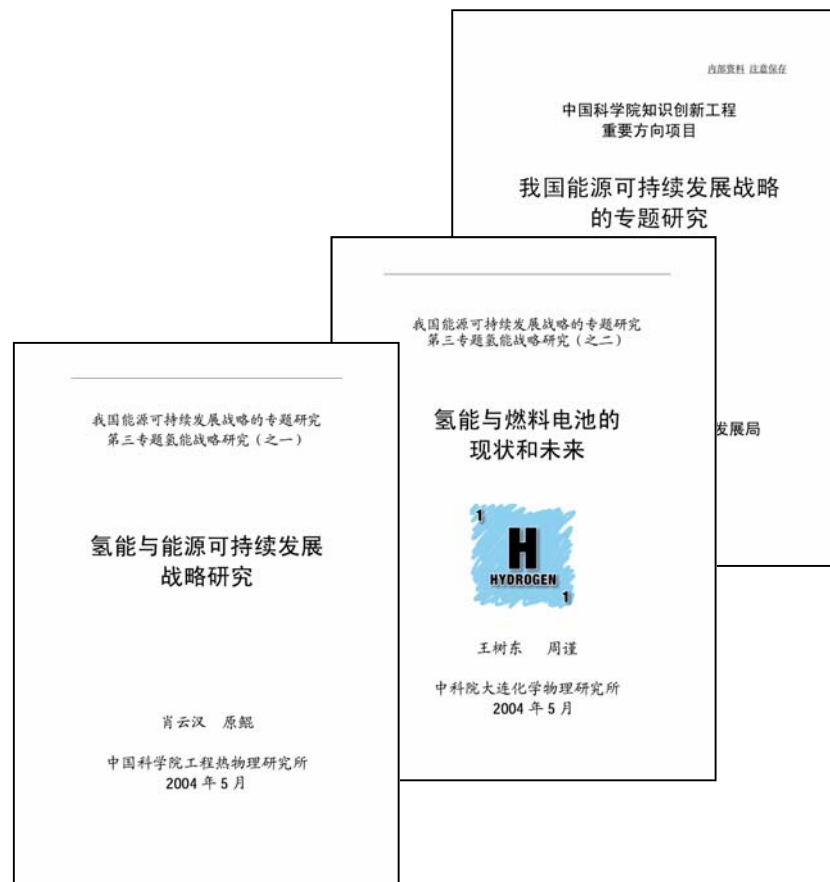 内部资料 注意保存
中国科学院知识创新工程
重要方向项目
我国能源可持续发展战略
的专题研究
发展局
我国能源可持续发展战略的专题研究
第三专题氢能战略研究（之二）
氢能与燃料电池的
现状和未来
1
H
HYDROGEN
1
王树东 周谨
中科院大连化学物理研究所
2004 年 5 月
我国能源可持续发展战略的专题研究
第三专题氢能战略研究（之一）
氢能与能源可持续发展
战略研究
肖云汉 原鲲
中国科学院工程热物理研究所
2004 年 5 月